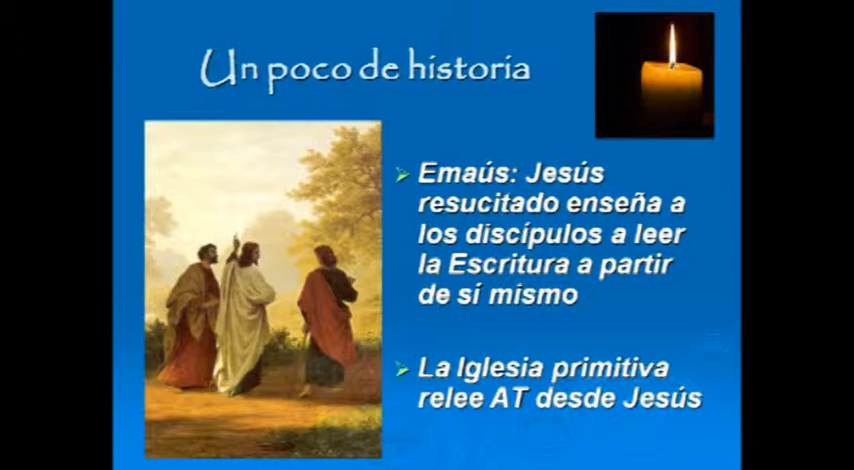 Un poco de historia
Emaús: Jesús
resucitado enseña a
los discípulos a leer
la Escritura a partir
de sí mismo
La Iglesia primitiva
relee AT desde Jesús